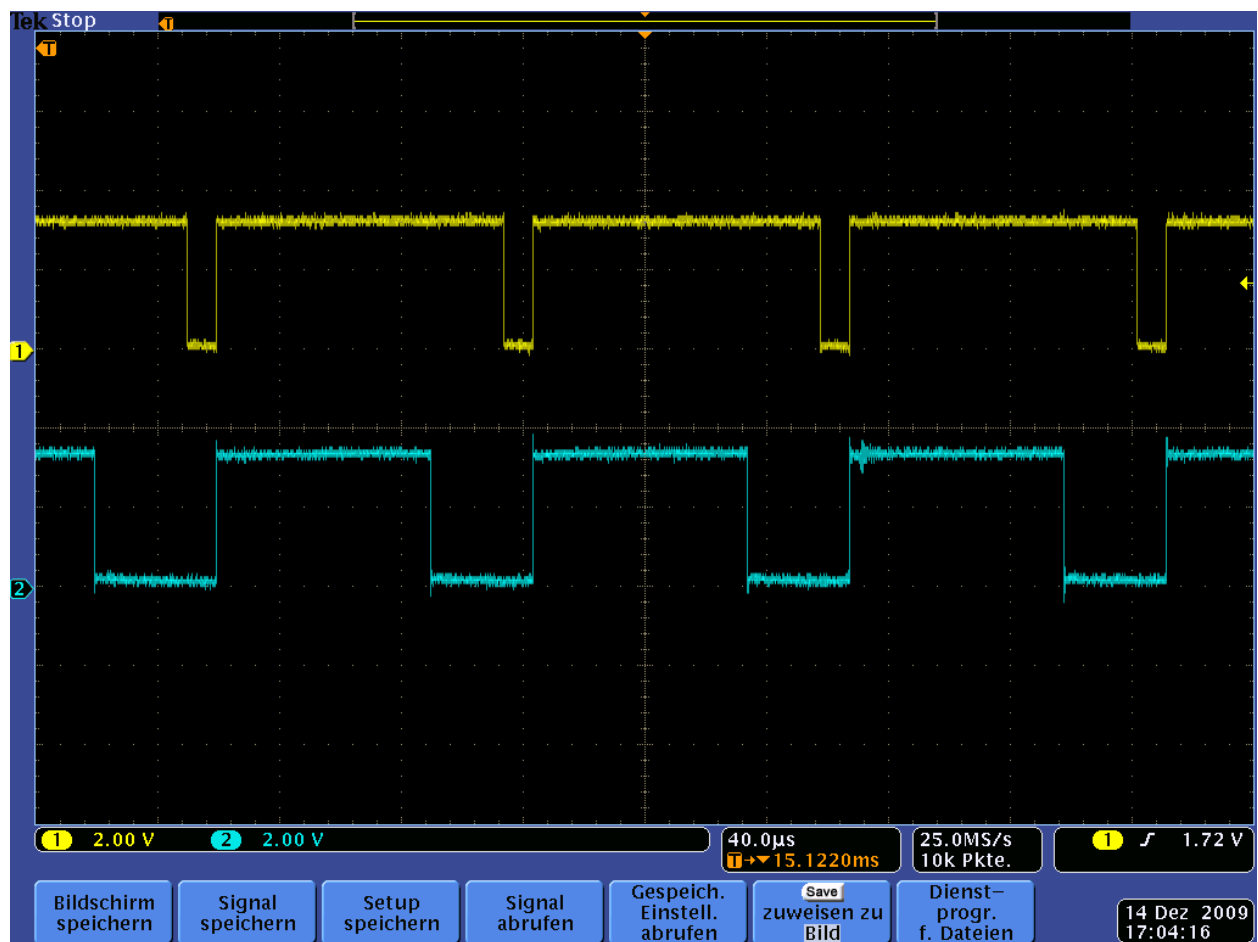 Tek Stop
T
T
1
2
1 2.00 V 2 2.00 V
40.0µs
T→▼15.1220ms
25.0MS/s
10k Pkte.
1 1.72 V
Bildschirm
speichern
Signal
speichern
Setup
speichern
Signal
abrufen
Gespeich.
Einstell.
abrufen
Save
zuweisen zu
Bild
Dienst–
progr.
f. Dateien
14 Dez 2009
17:04:16